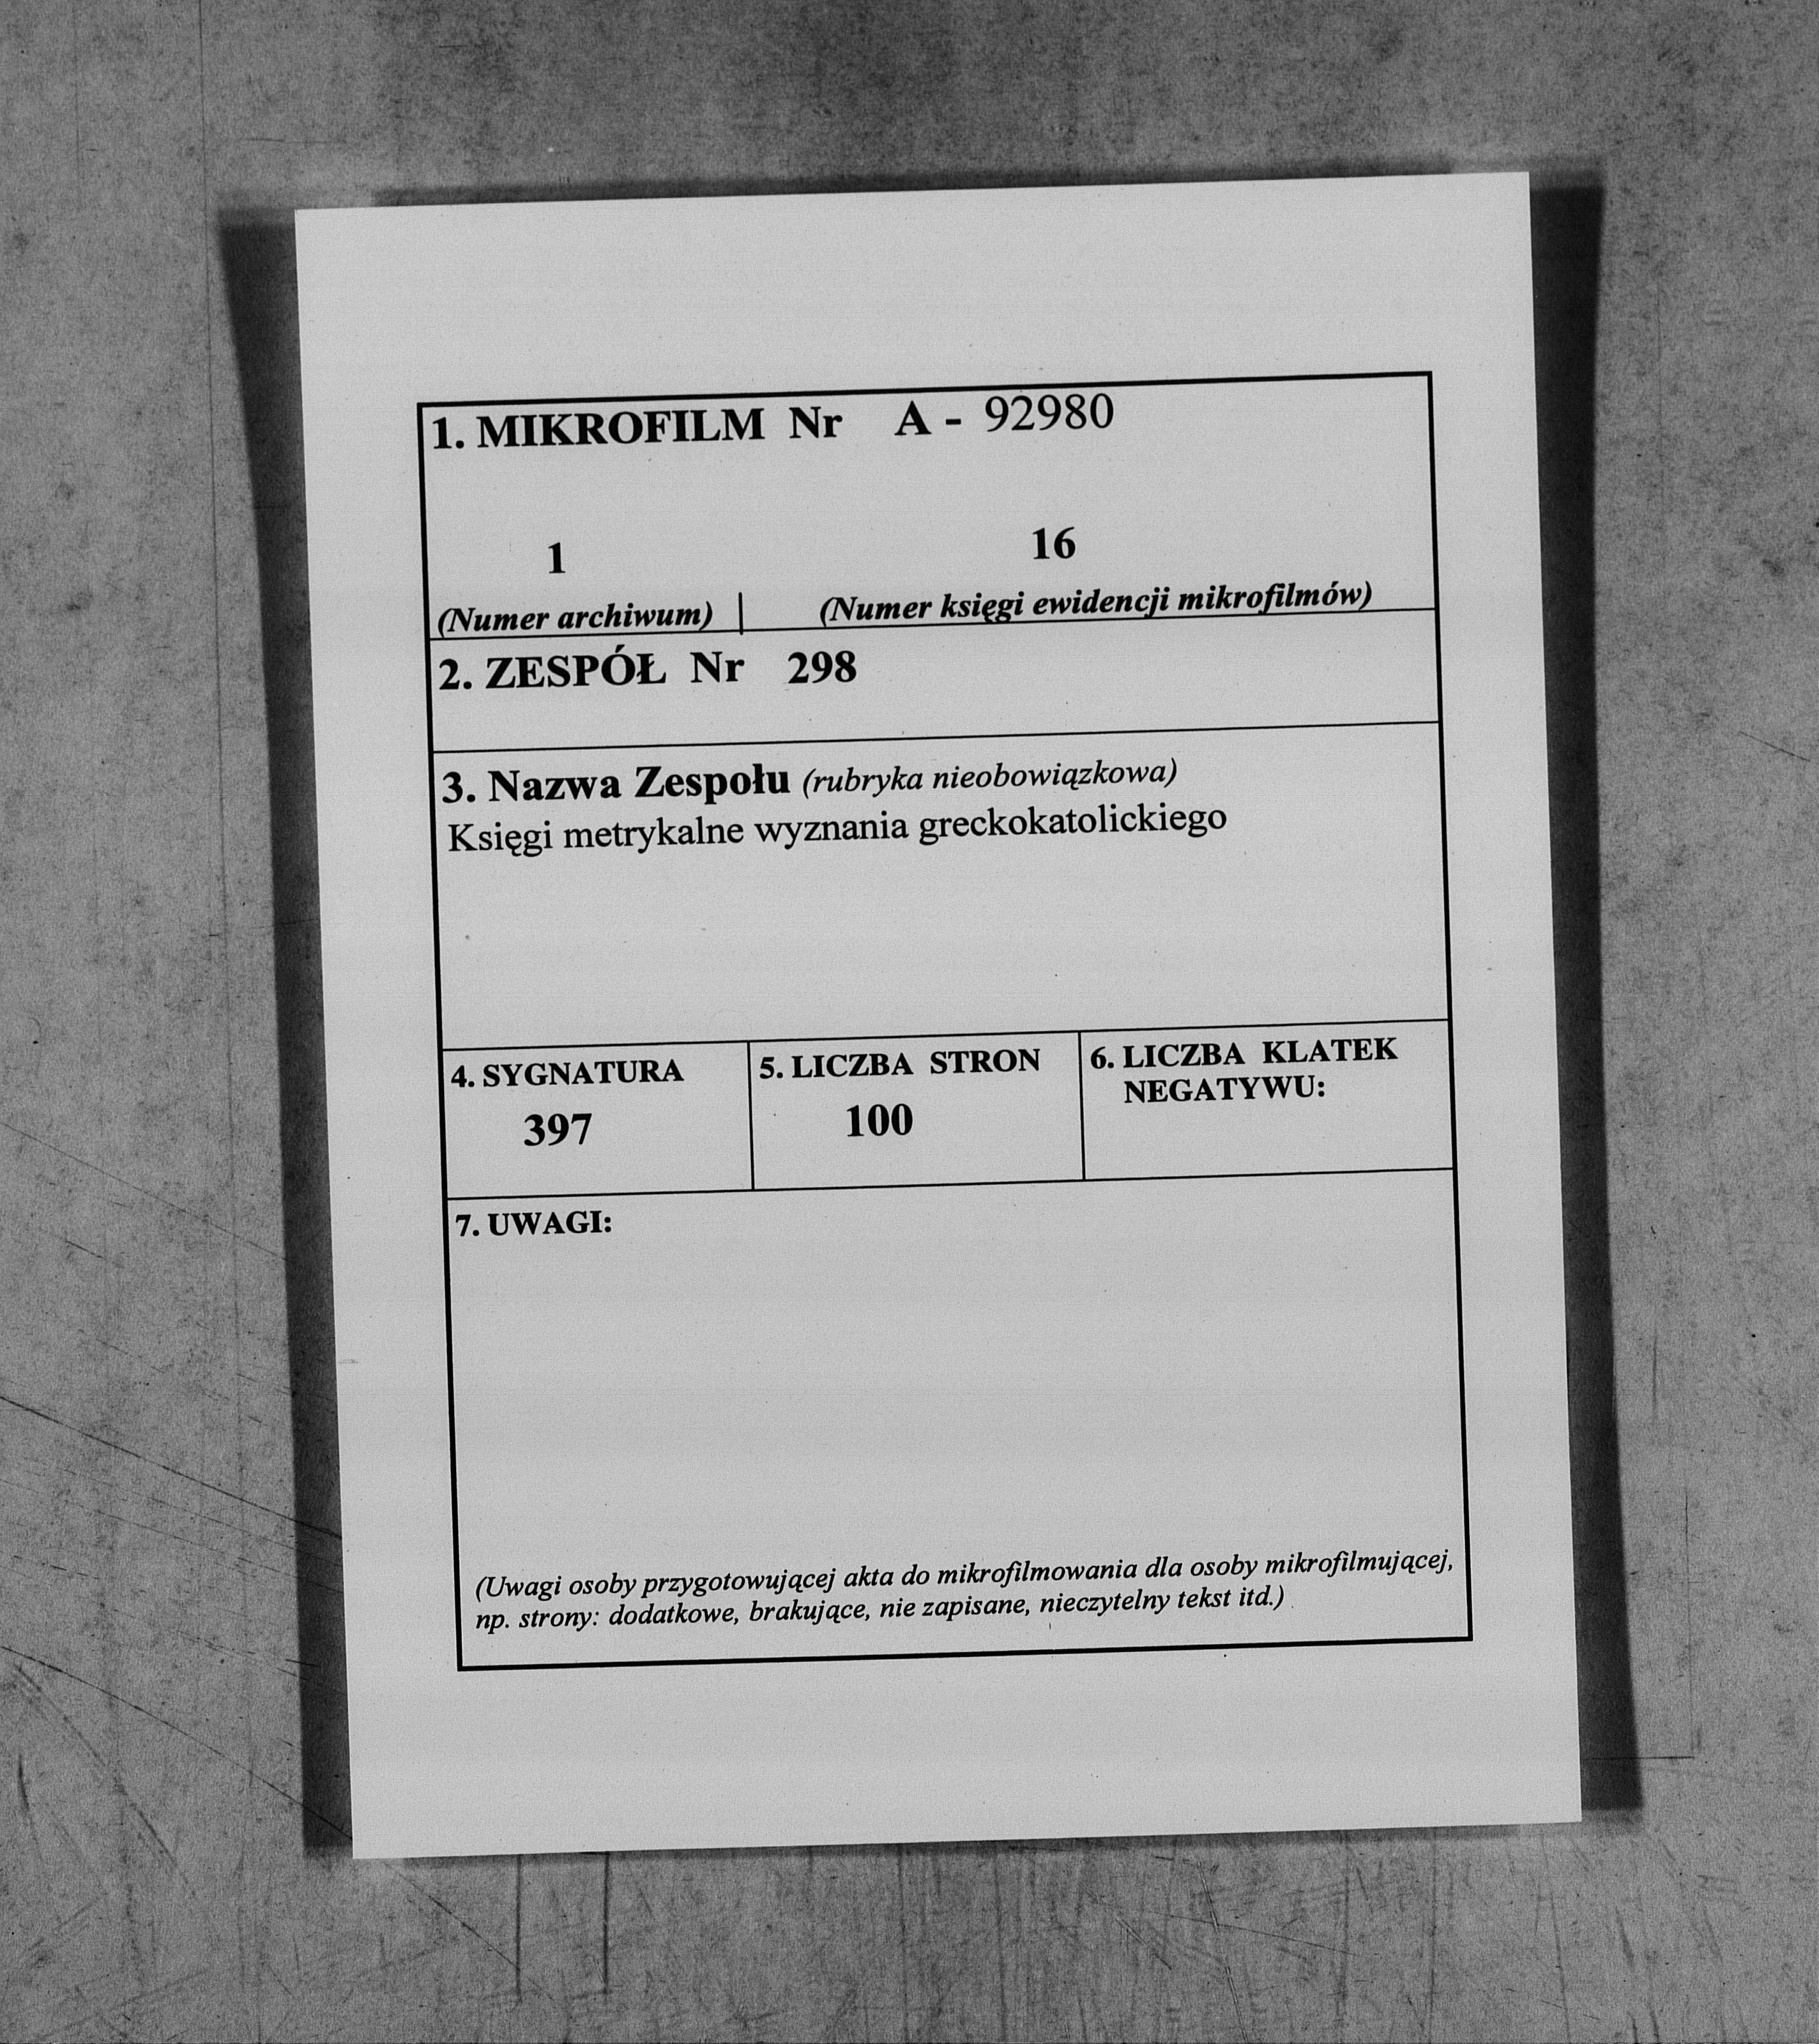 1. MIKROFILM Nr A - 92980
1 16
(Numer archiwum) | (Numer księgi ewidencji mikrofilmów)
2. ZESPÓŁ Nr 298
3. Nazwa Zespołu (rubryka nieobowiązkowa)
Księgi metrykalne wyznania greckokatolickiego
4. SYGNATURA
397
5. LICZBA STRON
100
6. LICZBA KLATEK
NEGATYWU:
7. UWAGI:
(Uwagi osoby przygotowującej akta do mikrofilmowania dla osoby mikrofilmującej,
np. strony: dodatkowe, brakujące, nie zapisane, nieczytelny tekst itd.)